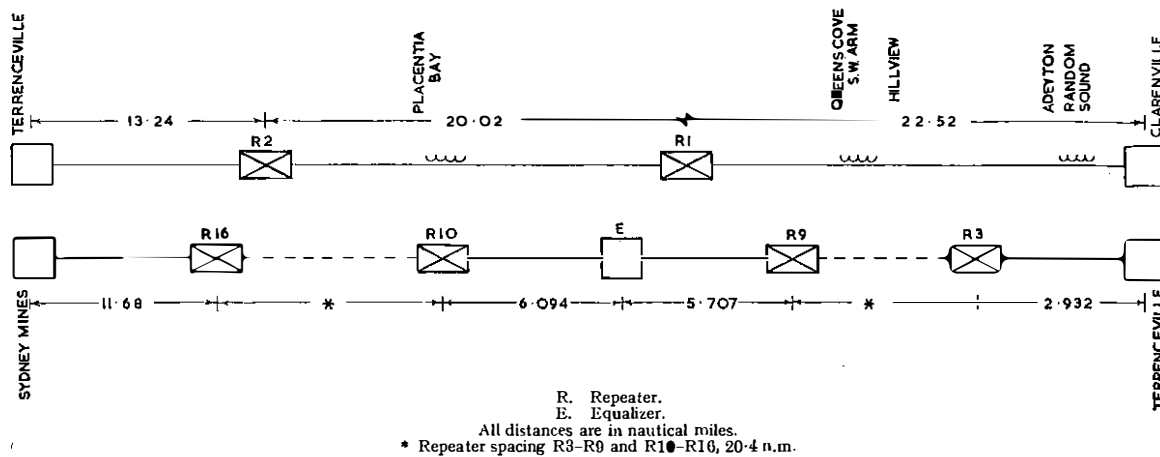 TERRENCEVILLE
PLACENTIA
BAY
QUEENS COVE
S.W. ARM
HILLVIEW
ADEYTON
RANDOM
SOUND
CLARENVILLE
13·24
20·02
22·52
R2
R1
R16
R10
E
R9
R3
SYDNEY MINES
11·68
*
6·094
5·707
*
2·932
TERRENCEVILLE
R. Repeater.
E. Equalizer.
All distances are in nautical miles.
* Repeater spacing R3–R9 and R10–R16, 20·4 n.m.